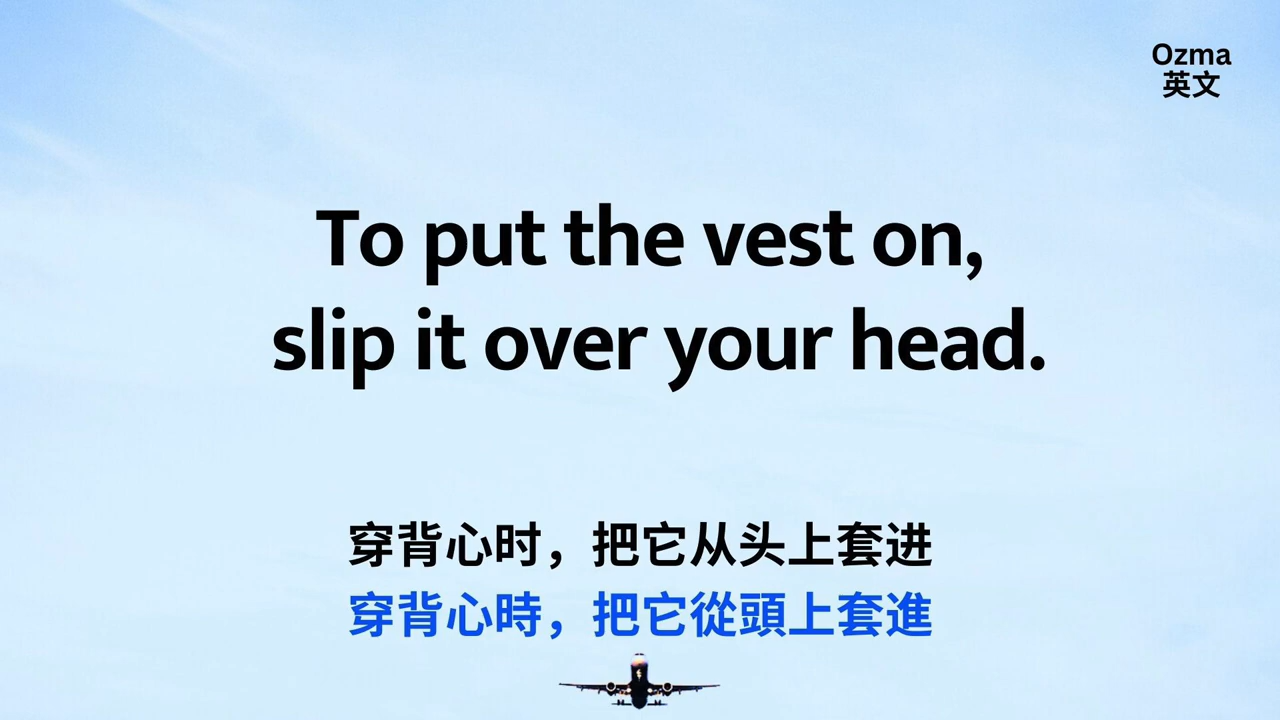 Ozma
英文
To put the vest on,
slip it over your head.
穿背心时，把它从头上套进
穿背心時，把它從頭上套進